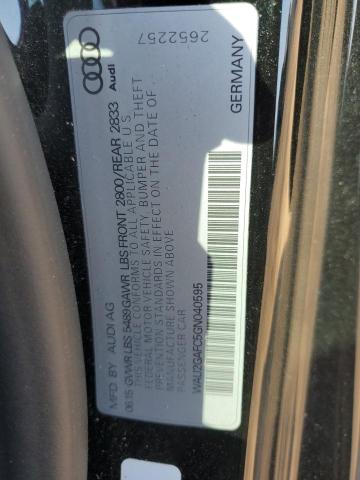 MFD BY AUDI AG
06.15 GVWR LBS 5489 GAWR LBS FRONT 2800/REAR 2833
THIS VEHICLE CONFORMS TO ALL APPLICABLE U.S.
FEDERAL MOTOR VEHICLE SAFETY, BUMPER AND THEFT
PREVENTION STANDARDS IN EFFECT ON THE DATE OF
MANUFACTURE SHOWN ABOVE
PASSENGER CAR
WAU2GAFC5GN040595
Audi
2652257
GERMANY